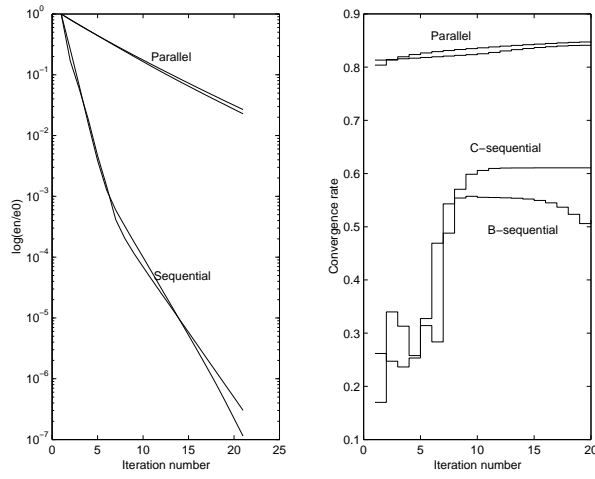 10^0
10^-1
10^-2
10^-3
10^-4
10^-5
10^-6
10^-7
log(en/e0)
Parallel
Sequential
0 5 10 15 20 25
Iteration number
0.9
0.8
0.7
0.6
0.5
0.4
0.3
0.2
0.1
Convergence rate
Parallel
C-sequential
B-sequential
0 5 10 15 20
Iteration number